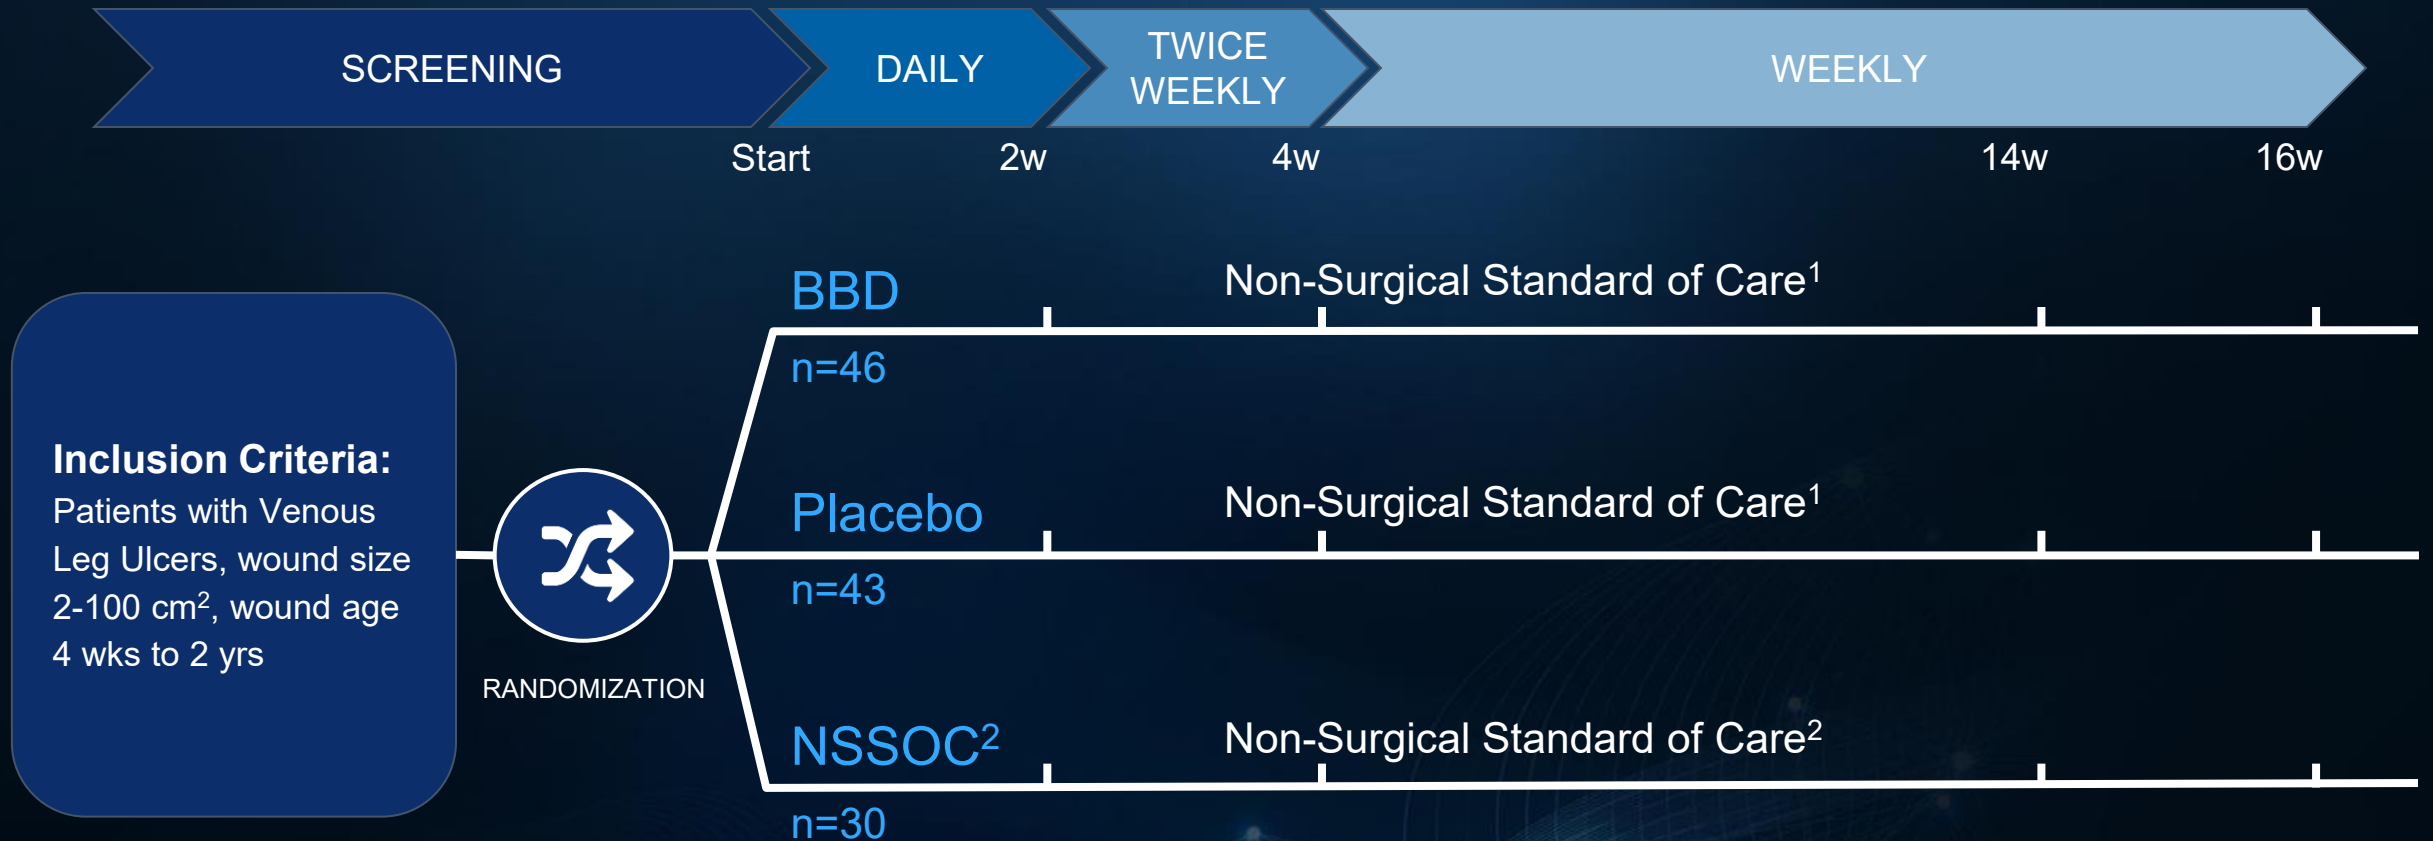 SCREENING
DAILY
TWICE
WEEKLY
WEEKLY
Start
2w
4w
14w
16w
Inclusion Criteria:
Patients with Venous
Leg Ulcers, wound size
2-100 cm², wound age
4 wks to 2 yrs
RANDOMIZATION
BBD
n=46
Non-Surgical Standard of Care¹
Placebo
n=43
Non-Surgical Standard of Care¹
NSSOC²
n=30
Non-Surgical Standard of Care²